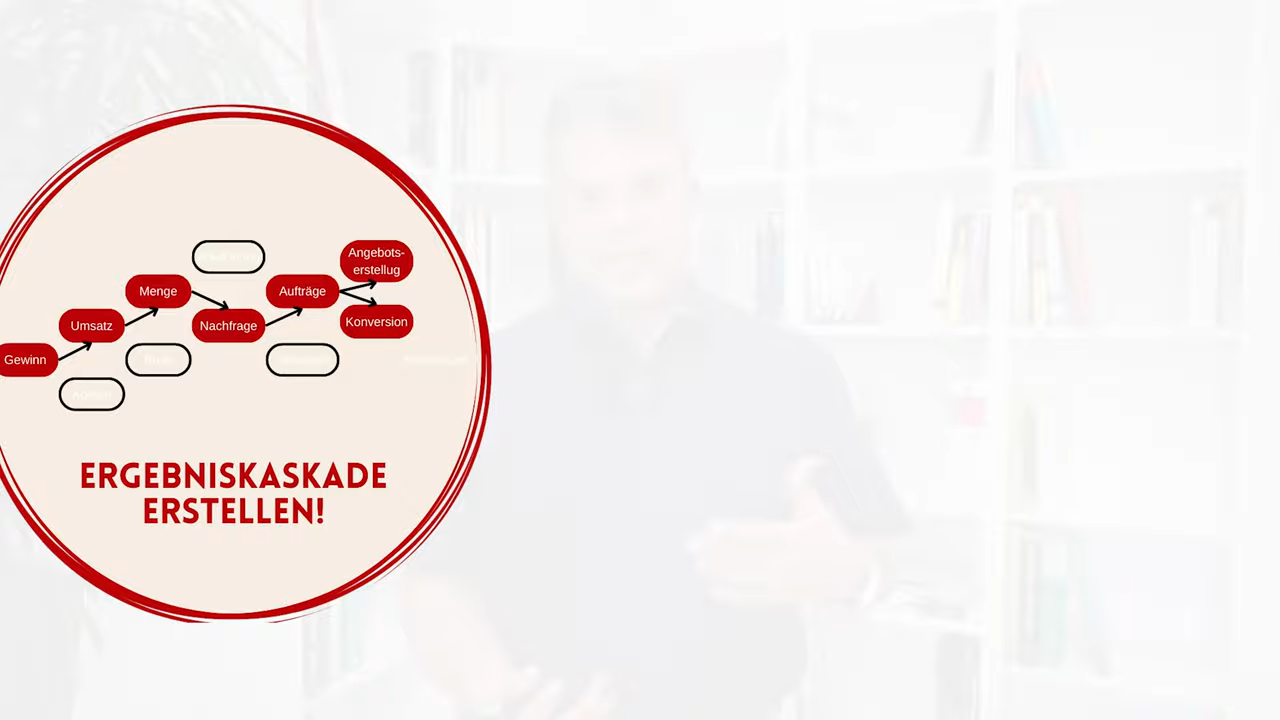 Angebots-
erstellug
Menge
Aufträge
Umsatz
Nachfrage
Konversion
Gewinn
ERGEBNISKASKADE
ERSTELLEN!